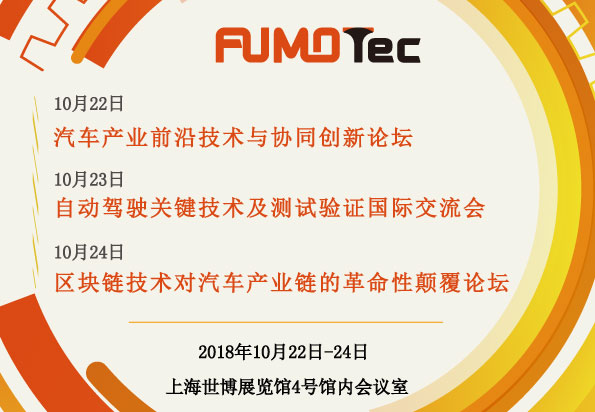 FUMOTec
10月22日
汽车产业前沿技术与协同创新论坛
10月23日
自动驾驶关键技术及测试验证国际交流会
10月24日
区块链技术对汽车产业链的革命性颠覆论坛
2018年10月22日-24日
上海世博展览馆4号馆内会议室